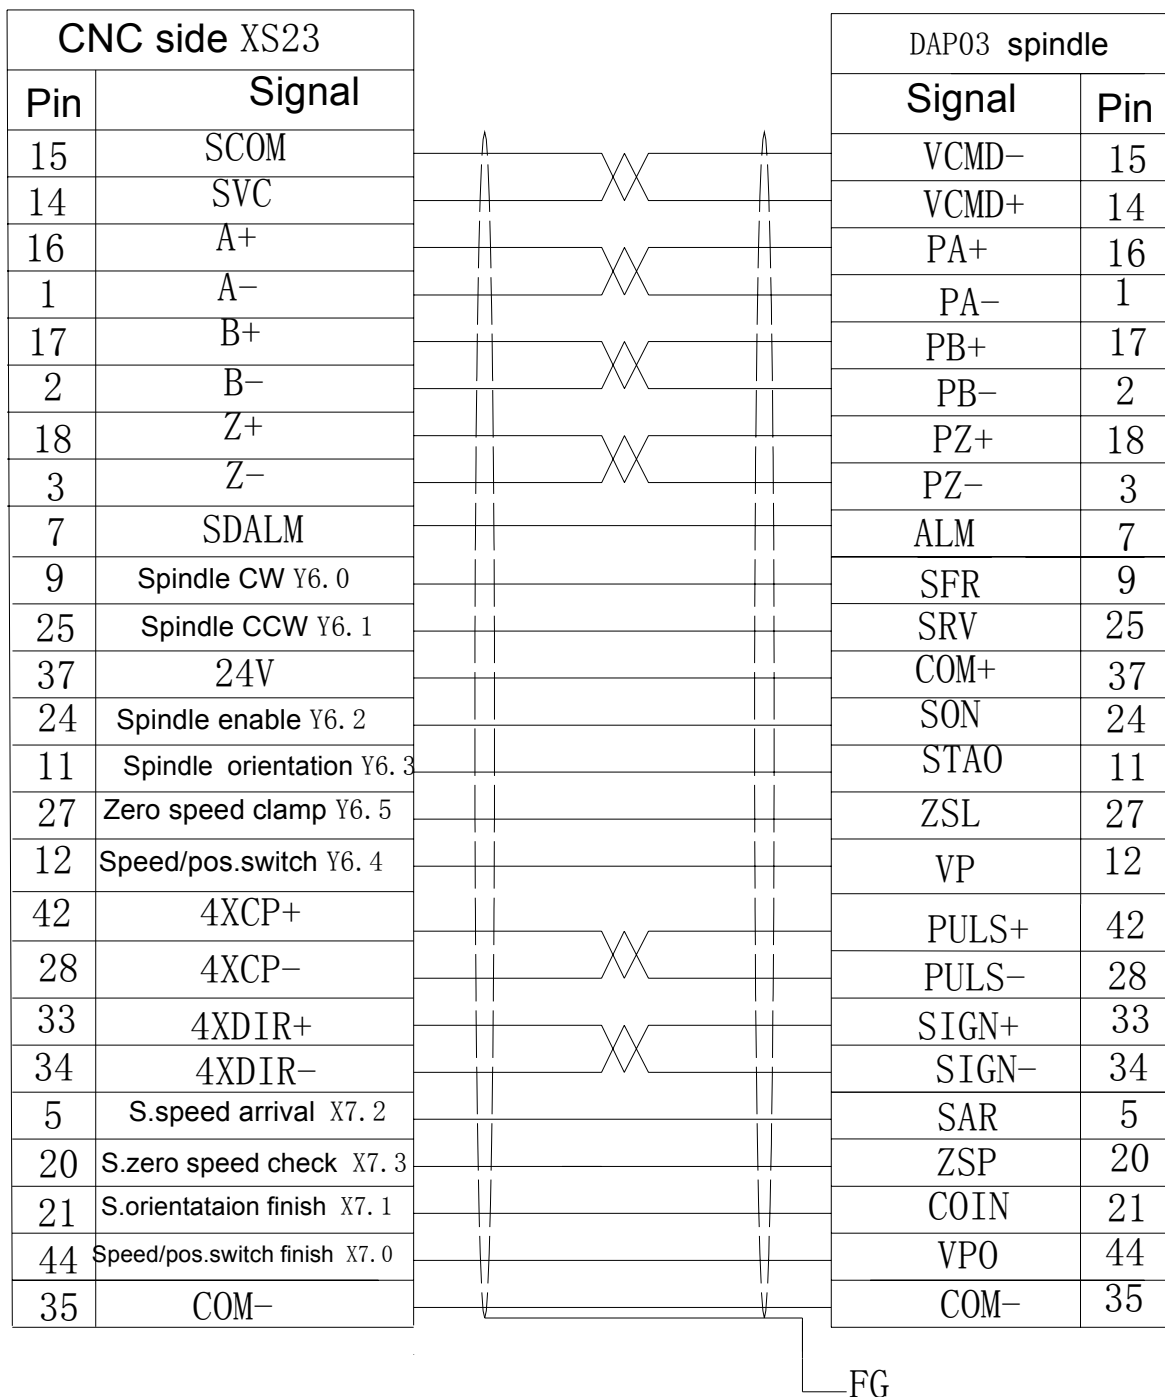 CNC side XS23 DAP03 spindle
Pin Signal Signal Pin
15 SCOM VCMD- 15
14 SVC VCMD+ 14
16 A+ PA+ 16
1 A- PA- 1
17 B+ PB+ 17
2 B- PB- 2
18 Z+ PZ+ 18
3 Z- PZ- 3
7 SDALM ALM 7
9 Spindle CW Y6.0 SFR 9
25 Spindle CCW Y6.1 SRV 25
37 24V COM+ 37
24 Spindle enable Y6.2 SON 24
11 Spindle orientation Y6.3 STAO 11
27 Zero speed clamp Y6.5 ZSL 27
12 Speed/pos.switch Y6.4 VP 12
42 4XCP+ PULS+ 42
28 4XCP- PULS- 28
33 4XDIR+ SIGN+ 33
34 4XDIR- SIGN- 34
5 S.speed arrival X7.2 SAR 5
20 S.zero speed check X7.3 ZSP 20
21 S.orientataion finish X7.1 COIN 21
44 Speed/pos.switch finish X7.0 VPO 44
35 COM- COM- 35
FG